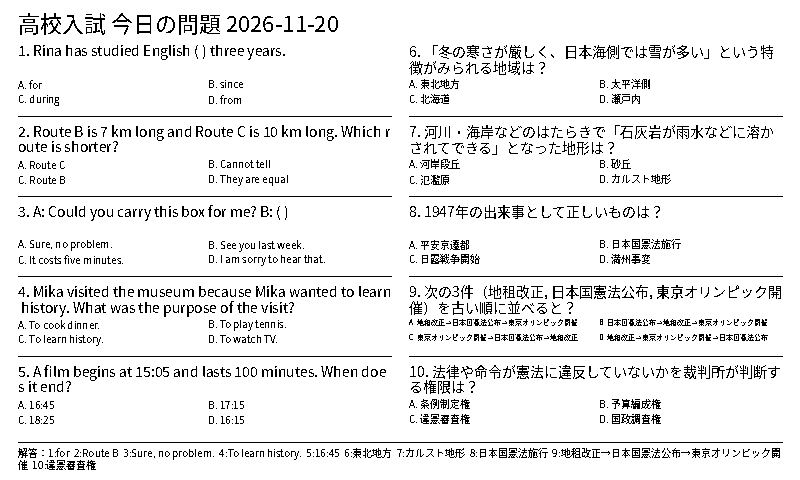 高校入試 今日の問題 2026-11-20
1. Rina has studied English ( ) three years.
A. for
B. since
C. during
D. from
2. Route B is 7 km long and Route C is 10 km long. Which r
oute is shorter?
A. Route C
B. Cannot tell
C. Route B
D. They are equal
3. A: Could you carry this box for me? B: ( )
A. Sure, no problem.
B. See you last week.
C. It costs five minutes.
D. I am sorry to hear that.
4. Mika visited the museum because Mika wanted to learn
history. What was the purpose of the visit?
A. To cook dinner.
B. To play tennis.
C. To learn history.
D. To watch TV.
5. A film begins at 15:05 and lasts 100 minutes. When doe
s it end?
A. 16:45
B. 17:15
C. 18:25
D. 16:15
6. 「冬の寒さが厳しく、日本海側では雪が多い」という特
徴がみられる地域は？
A. 東北地方
B. 太平洋側
C. 北海道
D. 瀬戸内
7. 河川・海岸などのはたらきで「石灰岩が雨水などに溶か
されてできる」となった地形は？
A. 河岸段丘
B. 砂丘
C. 氾濫原
D. カルスト地形
8. 1947年の出来事として正しいものは？
A. 平安京遷都
B. 日本国憲法施行
C. 日露戦争開始
D. 満州事変
9. 次の3件（地租改正, 日本国憲法公布, 東京オリンピック開
催）を古い順に並べると？
A. 地租改正→日本国憲法公布→東京オリンピック開催
B. 日本国憲法公布→地租改正→東京オリンピック開催
C. 東京オリンピック開催→日本国憲法公布→地租改正
D. 地租改正→東京オリンピック開催→日本国憲法公布
10. 法律や命令が憲法に違反していないかを裁判所が判断す
る権限は？
A. 条例制定権
B. 予算編成権
C. 違憲審査権
D. 国政調査権
解答：1:for 2:Route B 3:Sure, no problem. 4:To learn history. 5:16:45 6:東北地方 7:カルスト地形 8:日本国憲法施行 9:地租改正→日本国憲法公布→東京オリンピック開
催 10:違憲審査権